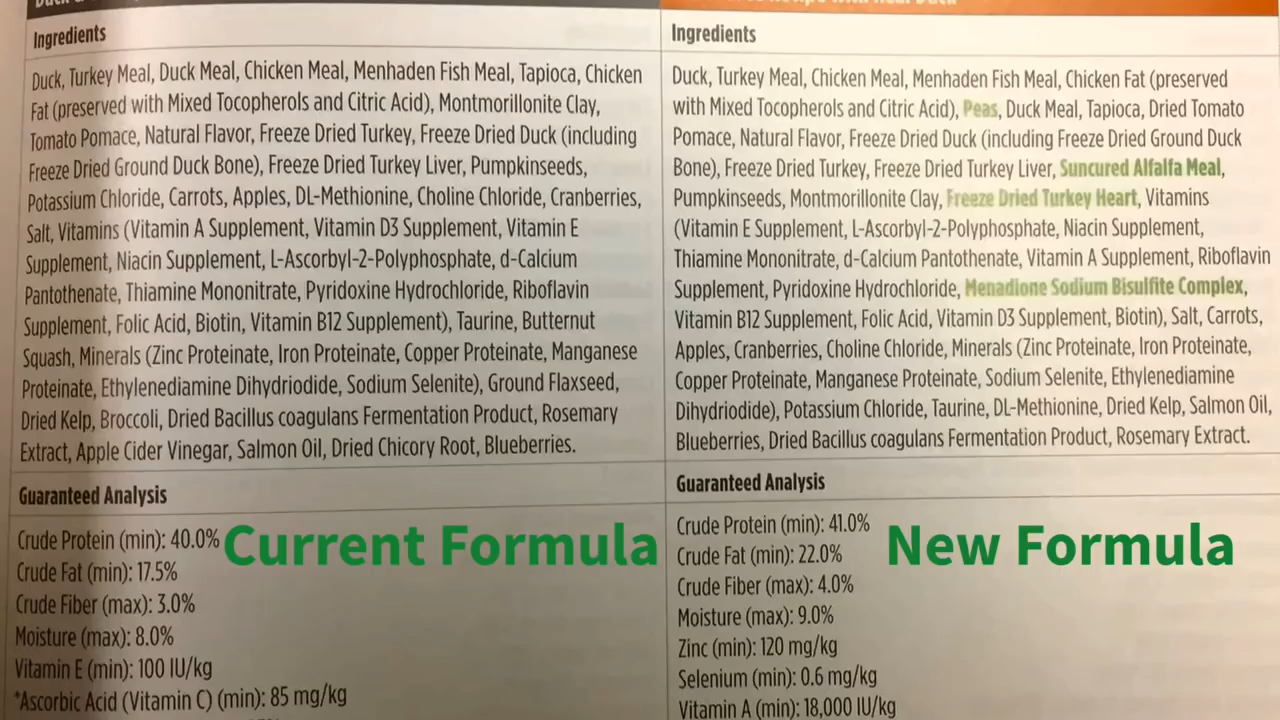 Ingredients
Duck, Turkey Meal, Duck Meal, Chicken Meal, Menhaden Fish Meal, Tapioca, Chicken
Fat (preserved with Mixed Tocopherols and Citric Acid), Montmorillonite Clay,
Tomato Pomace, Natural Flavor, Freeze Dried Turkey, Freeze Dried Duck (including
Freeze Dried Ground Duck Bone), Freeze Dried Turkey Liver, Pumpkinseeds,
Potassium Chloride, Carrots, Apples, DL-Methionine, Choline Chloride, Cranberries,
Salt, Vitamins (Vitamin A Supplement, Vitamin D3 Supplement, Vitamin E
Supplement, Niacin Supplement, L-Ascorbyl-2-Polyphosphate, d-Calcium
Pantothenate, Thiamine Mononitrate, Pyridoxine Hydrochloride, Riboflavin
Supplement, Folic Acid, Biotin, Vitamin B12 Supplement), Taurine, Butternut
Squash, Minerals (Zinc Proteinate, Iron Proteinate, Copper Proteinate, Manganese
Proteinate, Ethylenediamine Dihydriodide, Sodium Selenite), Ground Flaxseed,
Dried Kelp, Broccoli, Dried Bacillus coagulans Fermentation Product, Rosemary
Extract, Apple Cider Vinegar, Salmon Oil, Dried Chicory Root, Blueberries.
Guaranteed Analysis
Crude Protein (min): 40.0%
Crude Fat (min): 17.5%
Crude Fiber (max): 3.0%
Moisture (max): 8.0%
Vitamin E (min): 100 IU/kg
*Ascorbic Acid (Vitamin C) (min): 85 mg/kg
Current Formula
Ingredients
Duck, Turkey Meal, Chicken Meal, Menhaden Fish Meal, Chicken Fat (preserved
with Mixed Tocopherols and Citric Acid), Peas, Duck Meal, Tapioca, Dried Tomato
Pomace, Natural Flavor, Freeze Dried Duck (including Freeze Dried Ground Duck
Bone), Freeze Dried Turkey, Freeze Dried Turkey Liver, Suncured Alfalfa Meal,
Pumpkinseeds, Montmorillonite Clay, Freeze Dried Turkey Heart, Vitamins
(Vitamin E Supplement, L-Ascorbyl-2-Polyphosphate, Niacin Supplement,
Thiamine Mononitrate, d-Calcium Pantothenate, Vitamin A Supplement, Riboflavin
Supplement, Pyridoxine Hydrochloride, Menadione Sodium Bisulfite Complex,
Vitamin B12 Supplement, Folic Acid, Vitamin D3 Supplement, Biotin), Salt, Carrots,
Apples, Cranberries, Choline Chloride, Minerals (Zinc Proteinate, Iron Proteinate,
Copper Proteinate, Manganese Proteinate, Sodium Selenite, Ethylenediamine
Dihydriodide), Potassium Chloride, Taurine, DL-Methionine, Dried Kelp, Salmon Oil,
Blueberries, Dried Bacillus coagulans Fermentation Product, Rosemary Extract.
Guaranteed Analysis
Crude Protein (min): 41.0%
Crude Fat (min): 22.0%
Crude Fiber (max): 4.0%
Moisture (max): 9.0%
Zinc (min): 120 mg/kg
Selenium (min): 0.6 mg/kg
Vitamin A (min): 18,000 IU/kg
New Formula